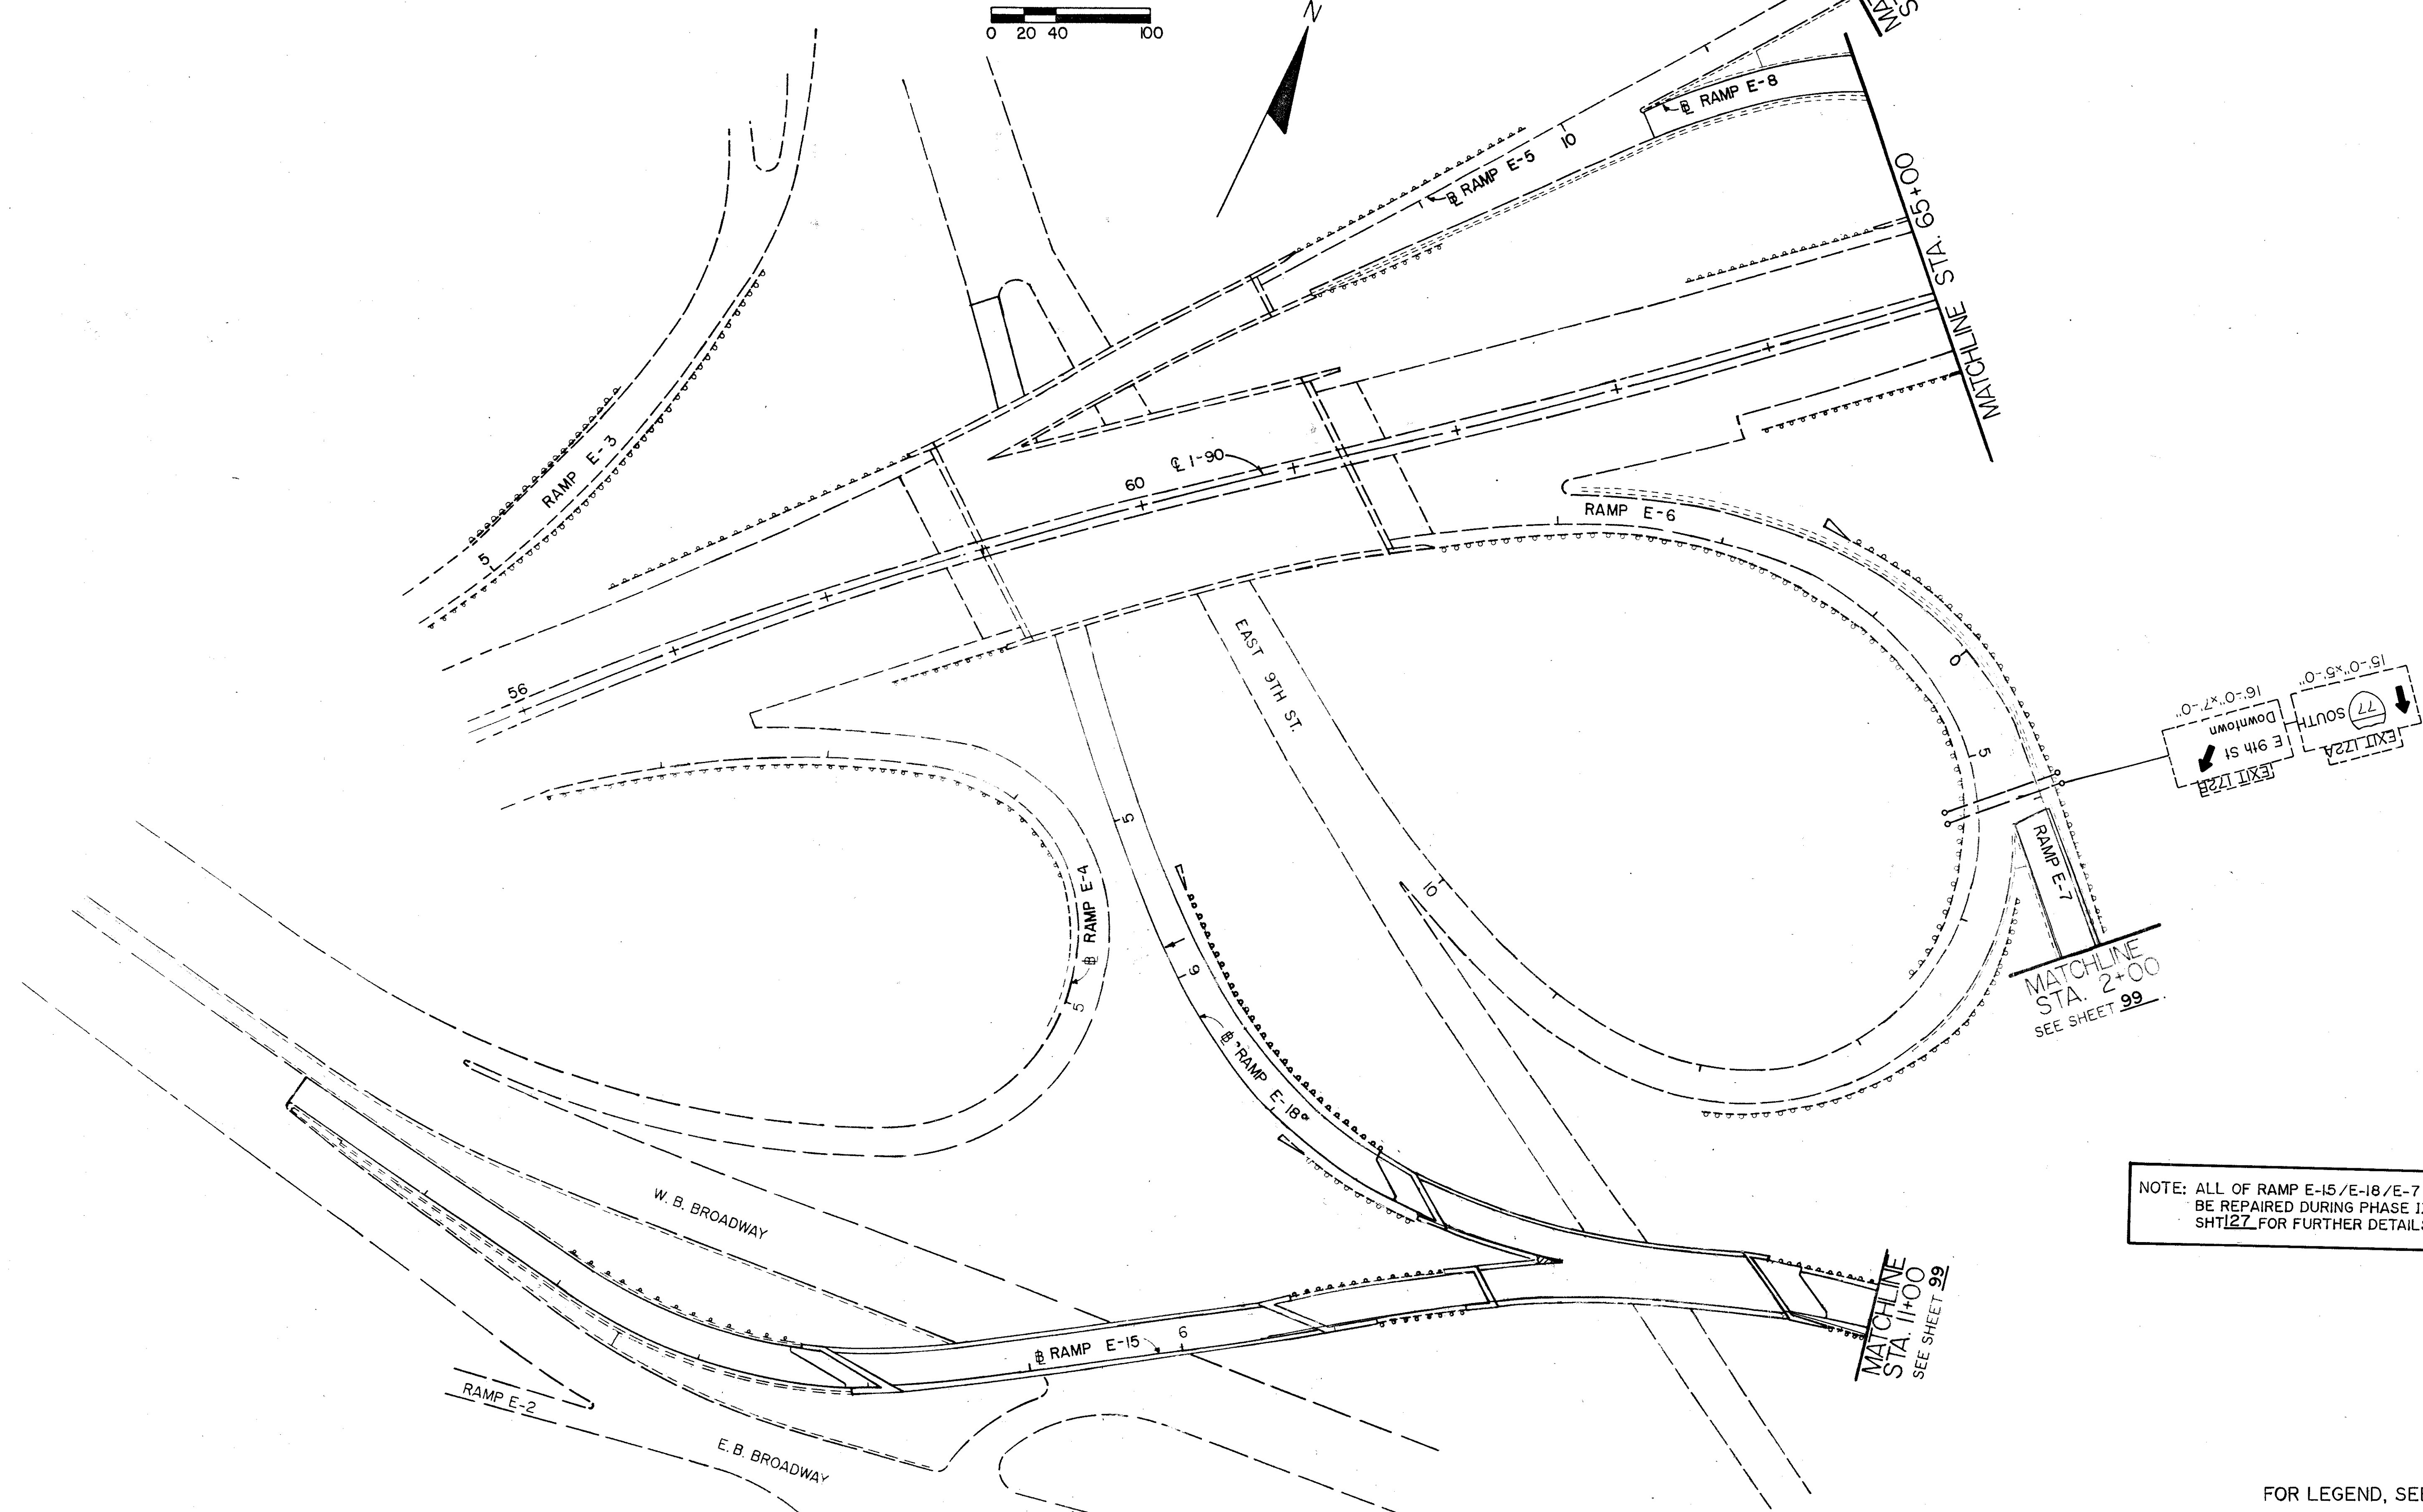 0 20 40 100
N
RAMP E-8
RAMP E-5 10
MATCHLINE STA. 65+00
RAMP E-3
5
℄ I-90
60
56
RAMP E-6
EAST 9TH ST.
0
5
15'-0"x5'-0"
77 SOUTH
EXIT 172A
16'-0"x7'-0"
Downtown
E 9th St
EXIT 172B
RAMP E-7
MATCHLINE
STA. 2+00
SEE SHEET 99
5
RAMP E-4
5
10
6
RAMP E-18
W. B. BROADWAY
RAMP E-15
6
RAMP E-2
E. B. BROADWAY
MATCHLINE
STA. 11+00
SEE SHEET 99
NOTE: ALL OF RAMP E-15/E-18/E-7
BE REPAIRED DURING PHASE
SHT 127 FOR FURTHER
FOR LEGEND,